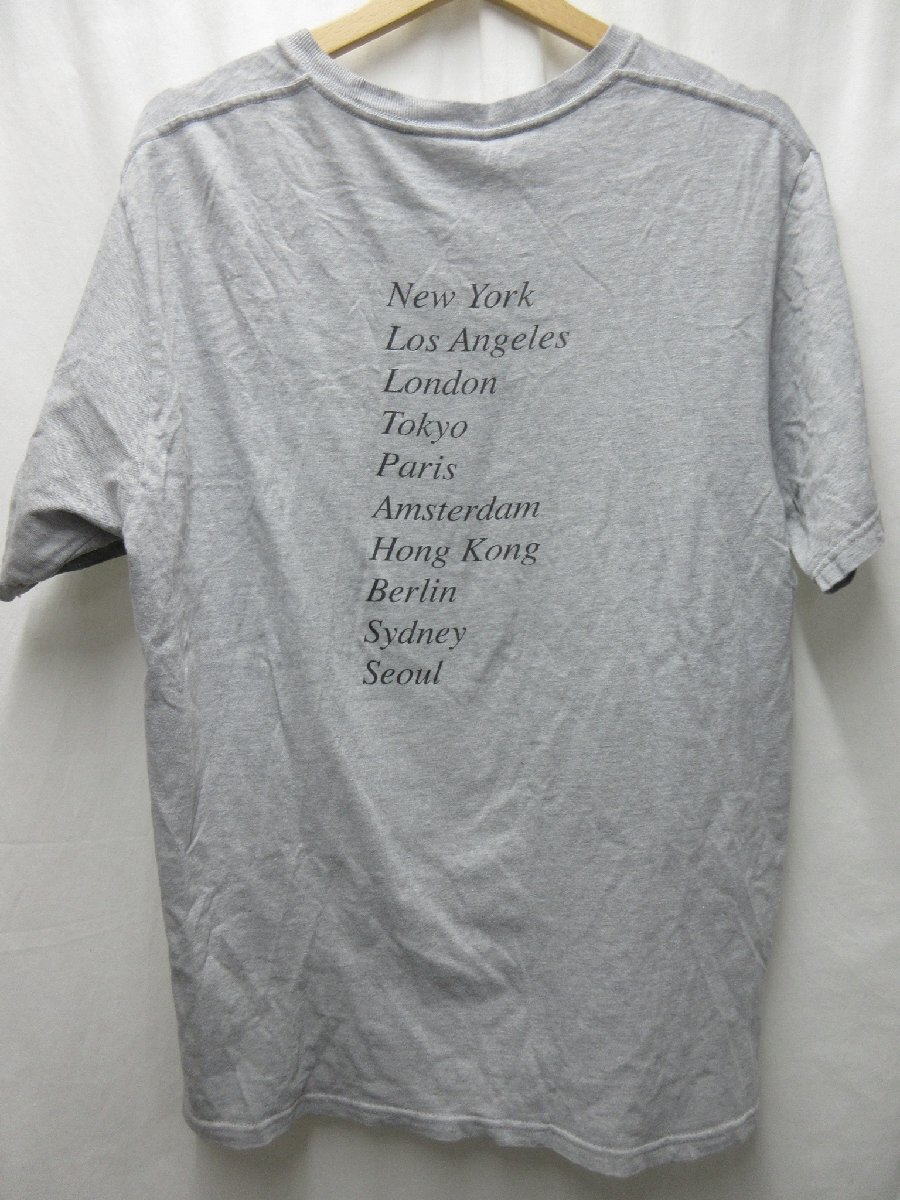 New York
Los Angeles
London
Tokyo
Paris
Amsterdam
Hong Kong
Berlin
Sydney
Seoul